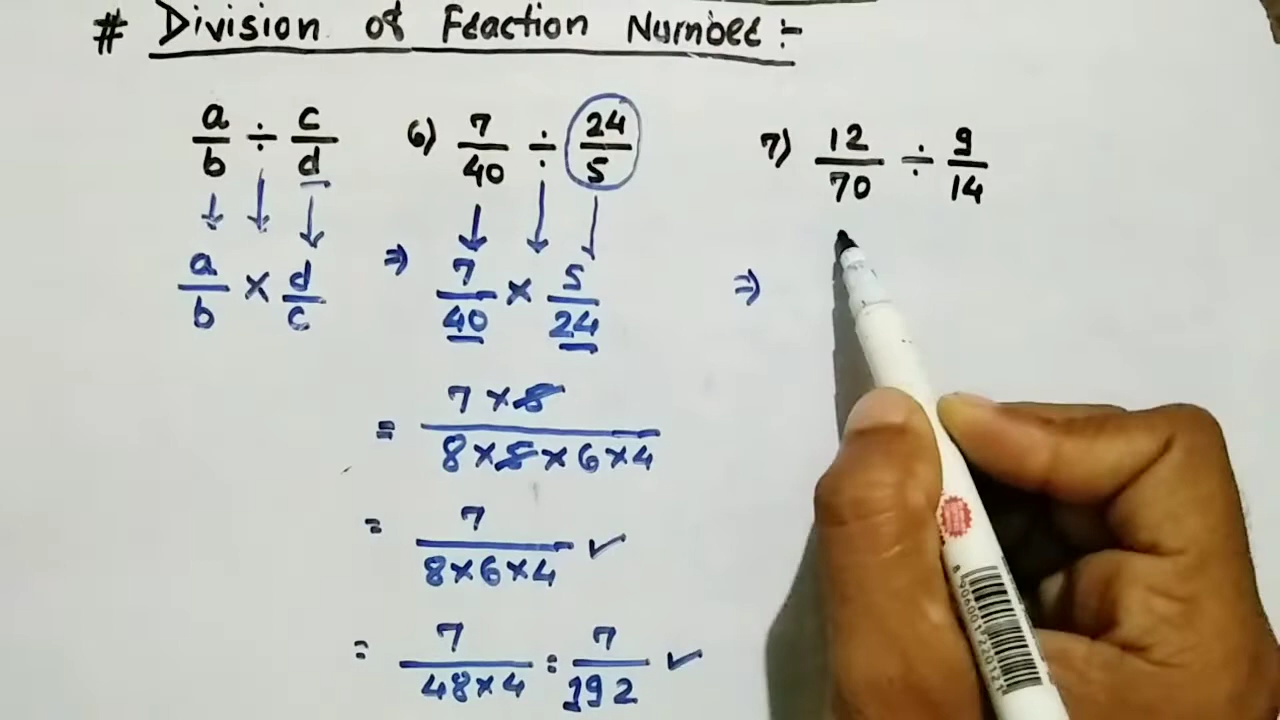 # Division of Fraction Number :-
a/b ÷ c/d
a/b × d/c
6) 7/40 ÷ 24/5
⇒ 7/40 × 5/24
= 7×5 / 8×5×6×4
= 7 / 8×6×4 ✓
= 7 / 48×4 = 7/192 ✓
7) 12/70 ÷ 9/14
⇒
8906001220121